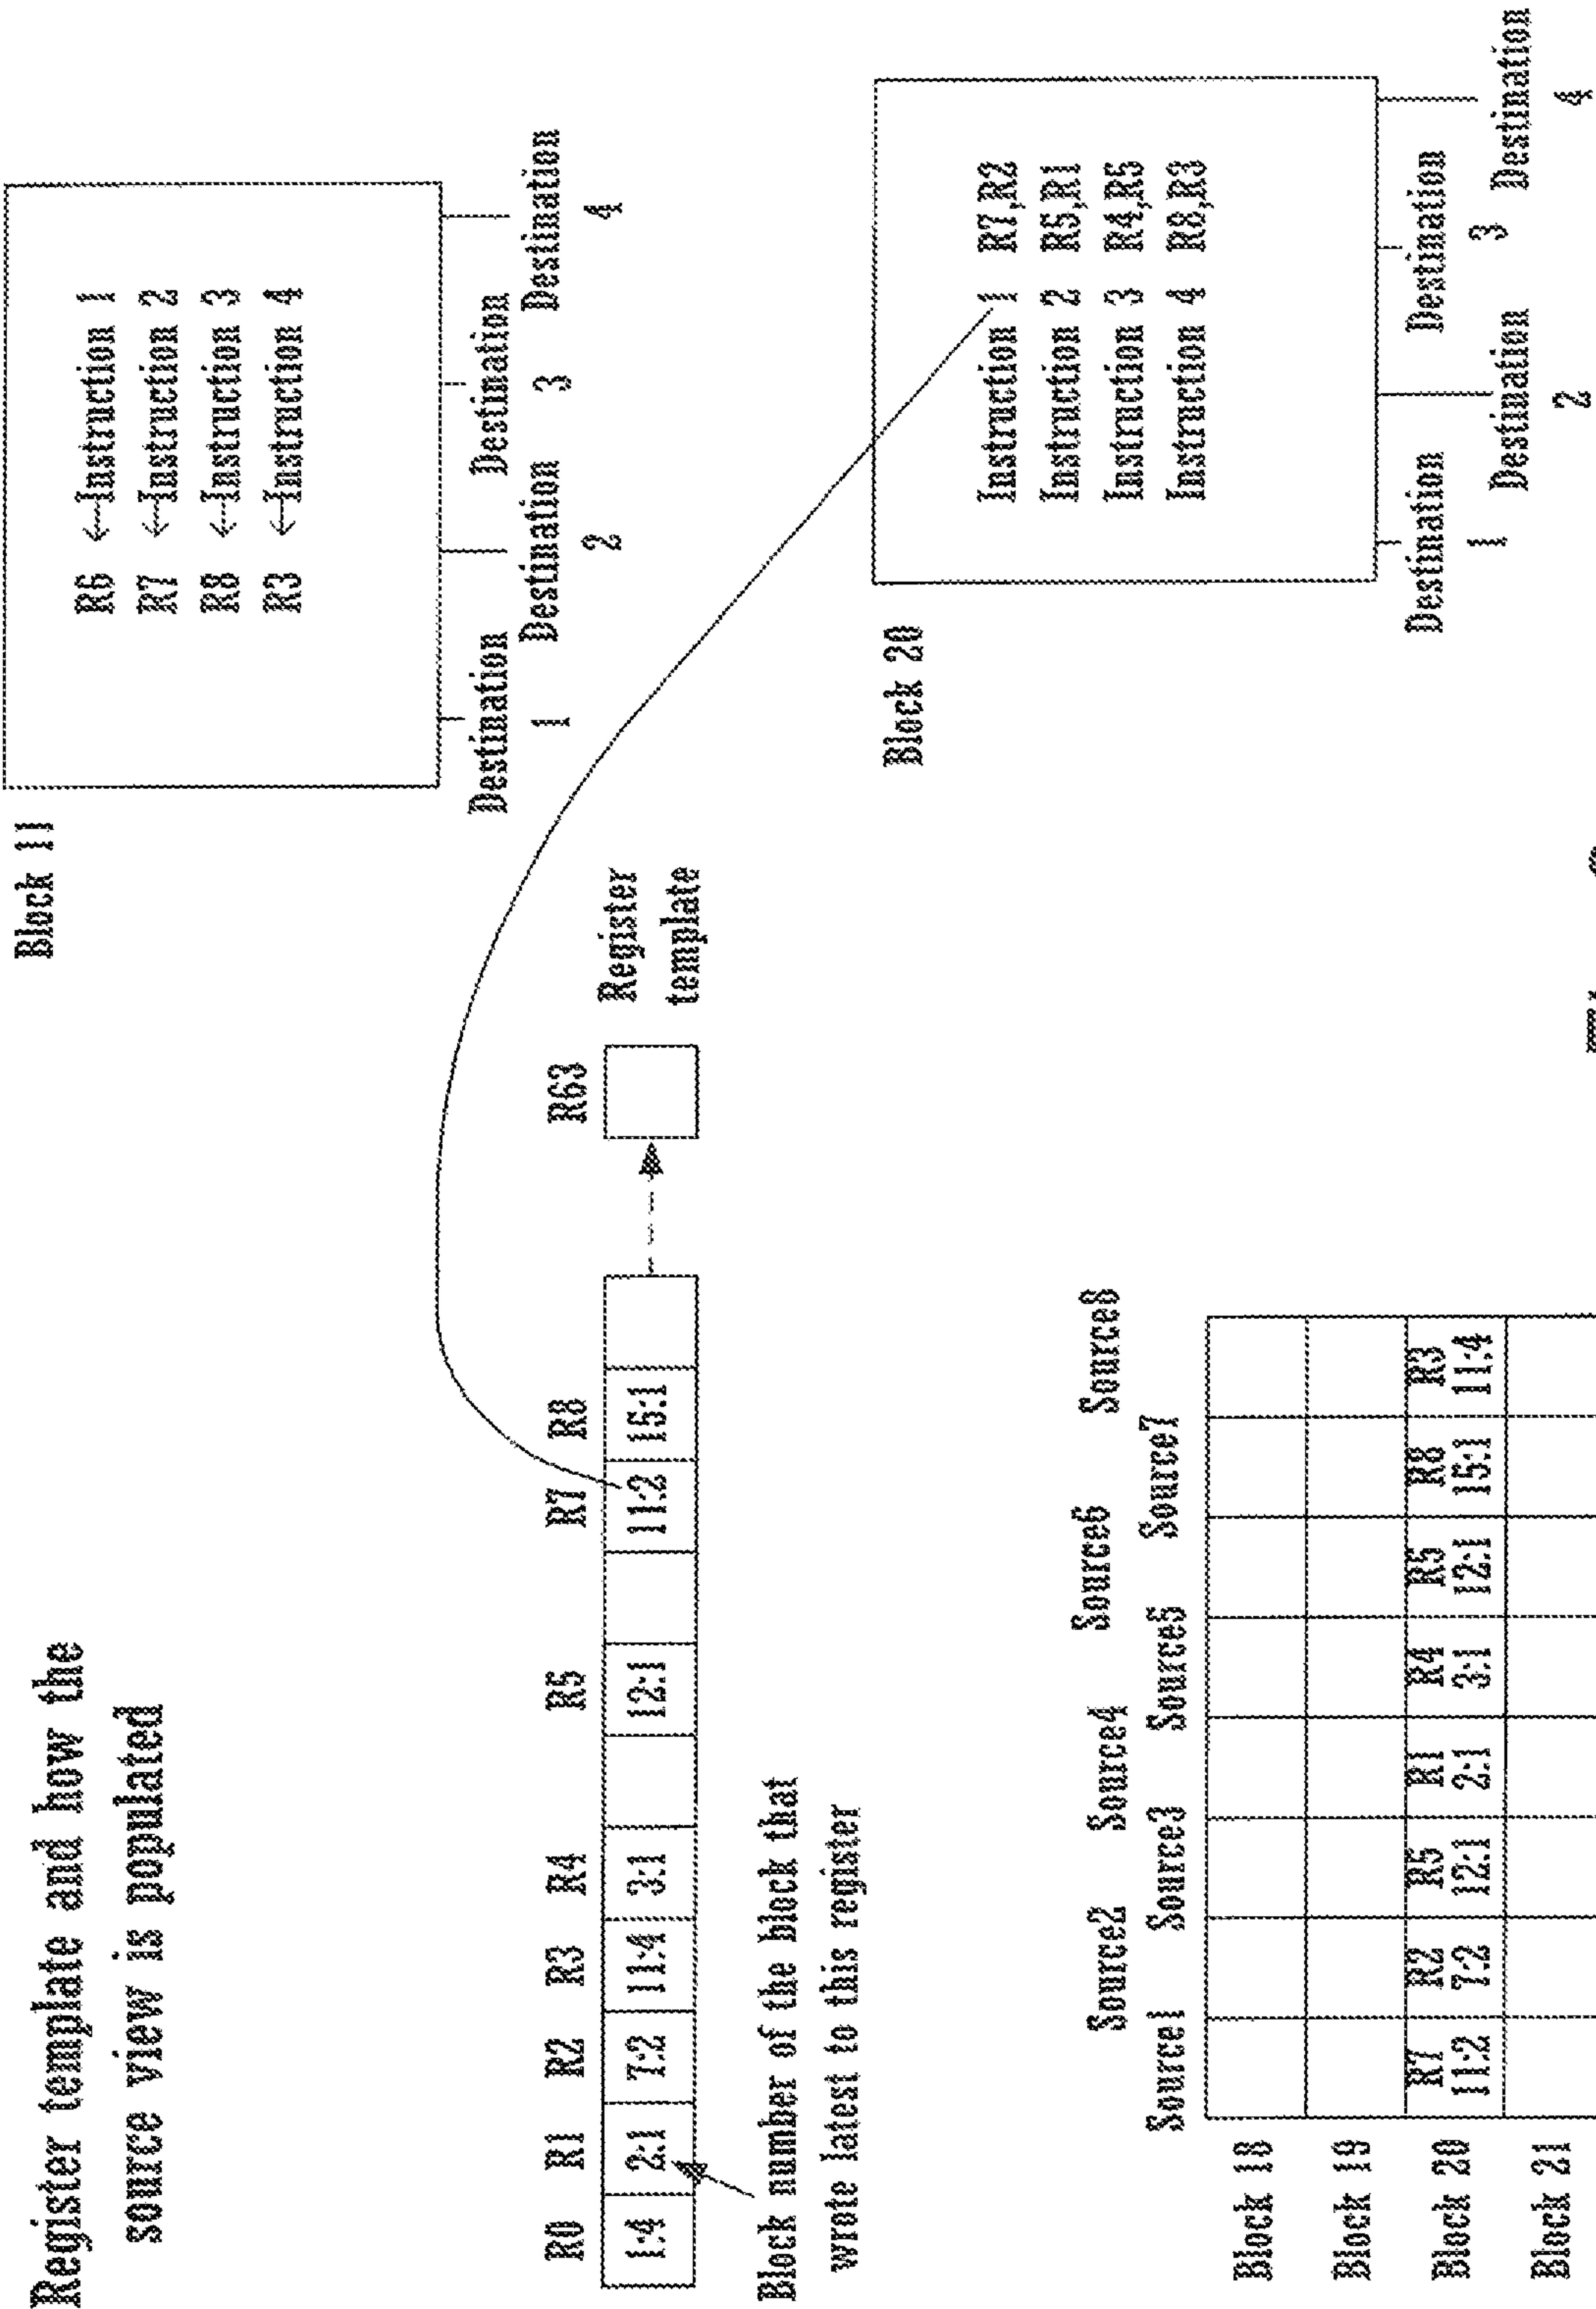 Register template and how the
source view is populated
Block 11
R6 ←Instruction 1
R7 ←Instruction 2
R8 ←Instruction 3
R3 ←Instruction 4
Destination
1
Destination
2
Destination
3
Destination
4
R0 R1 R2 R3 R4 R5 R7 R8 R63
1:4 2:1 7:2 11:4 3:1 12:1 11:2 15:1
Register
template
Block number of the block that
wrote latest to this register
Block 20
Instruction 1 R7,R2
Instruction 2 R5,R1
Instruction 3 R4,R5
Instruction 4 R8,R3
Destination
1
Destination
2
Destination
3
Destination
4
Source1 Source2 Source3 Source4 Source5 Source6 Source7 Source8
Block 18
Block 19
Block 20 R7 R2 R5 R1 R4 R5 R8 R3
11:2 7:2 12:1 2:1 3:1 12:1 15:1 11:4
Block 21